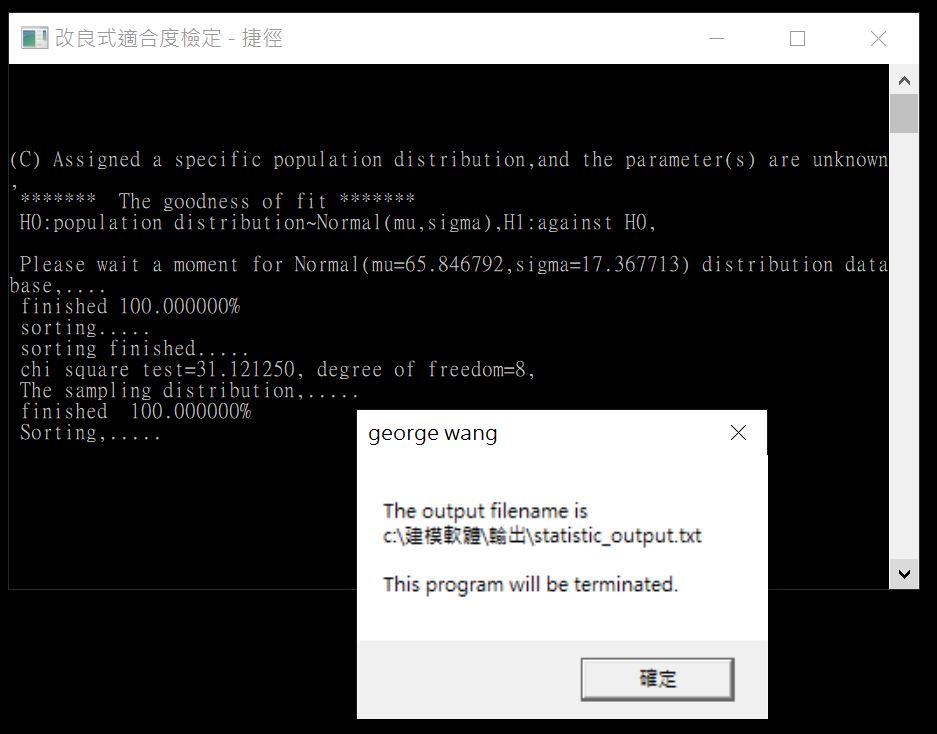 改良式適合度檢定 - 捷徑
(C) Assigned a specific population distribution,and the parameter(s) are unknown
,
******* The goodness of fit *******
H0:population distribution~Normal(mu,sigma),H1:against H0,
Please wait a moment for Normal(mu=65.846792,sigma=17.367713) distribution data
base,....
finished 100.000000%
sorting.....
sorting finished.....
chi square test=31.121250, degree of freedom=8,
The sampling distribution,.....
finished  100.000000%
Sorting,.....
george wang
The output filename is
c:\建模軟體\輸出\statistic_output.txt
This program will be terminated.
確定